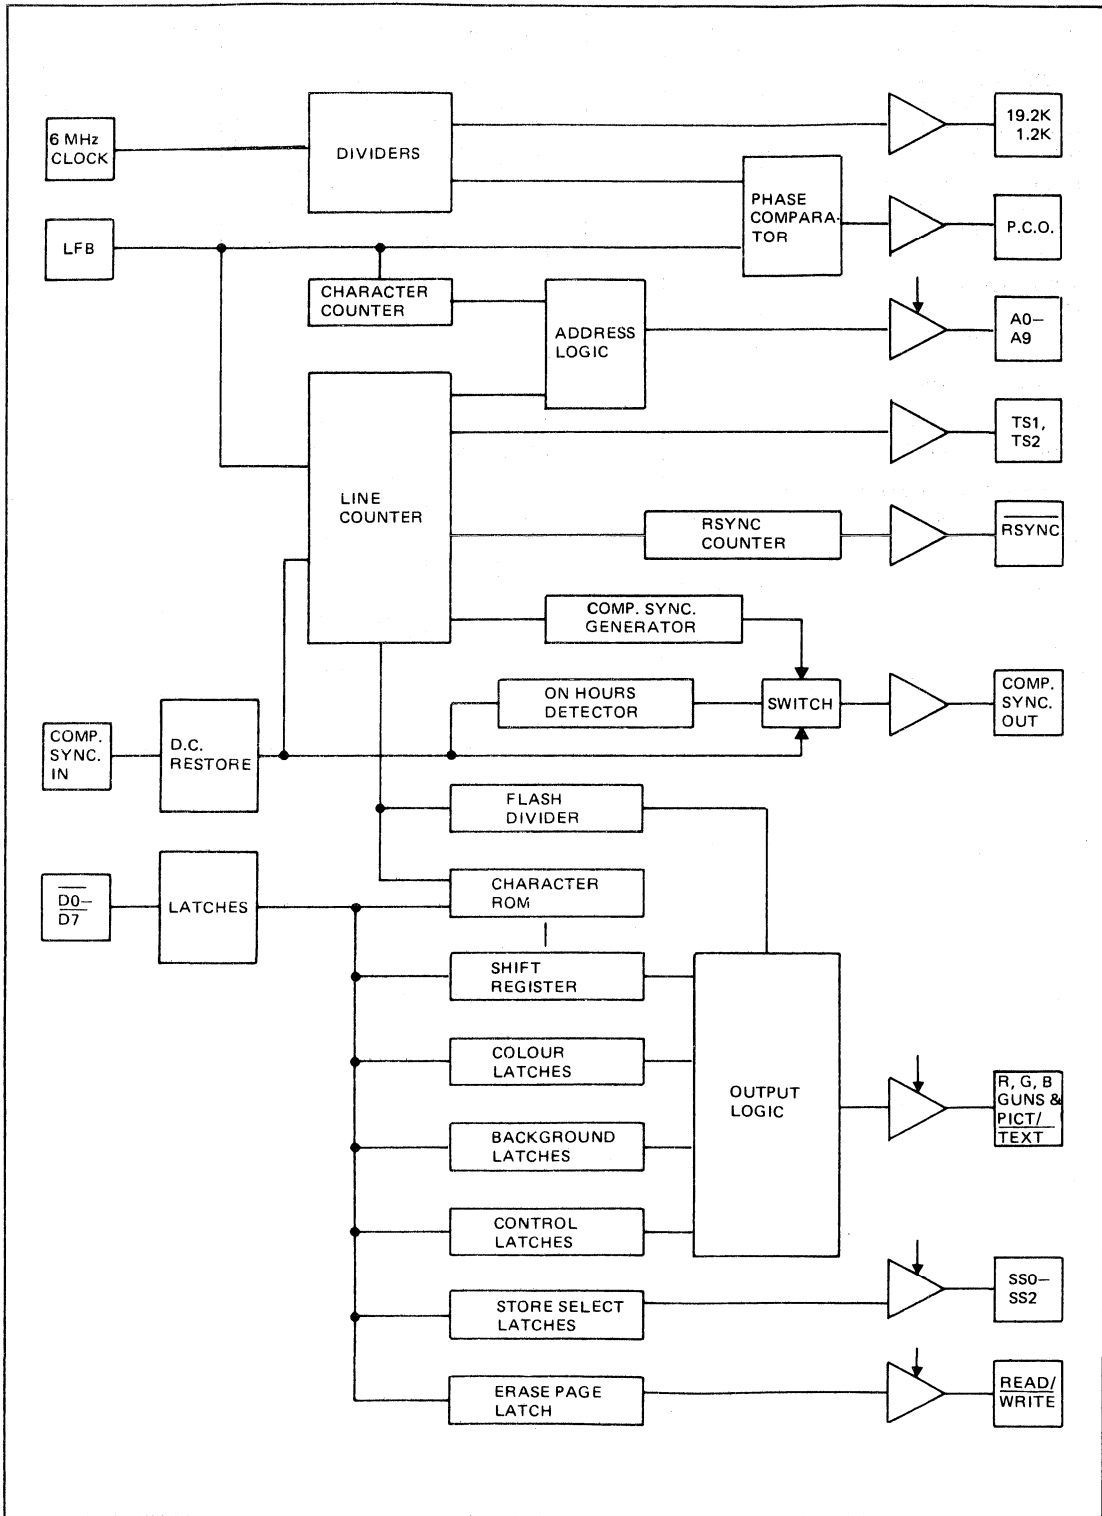 6 MHz
CLOCK
DIVIDERS
19.2K
1.2K
LFB
PHASE
COMPARA-
TOR
P.C.O.
CHARACTER
COUNTER
ADDRESS
LOGIC
A0–
A9
LINE
COUNTER
TS1,
TS2
RSYNC
COUNTER
RSYNC
COMP. SYNC.
GENERATOR
ON HOURS
DETECTOR
SWITCH
COMP.
SYNC.
OUT
COMP.
SYNC.
IN
D.C.
RESTORE
FLASH
DIVIDER
D0–
D7
LATCHES
CHARACTER
ROM
SHIFT
REGISTER
COLOUR
LATCHES
BACKGROUND
LATCHES
CONTROL
LATCHES
OUTPUT
LOGIC
R, G, B
GUNS &
PICT/
TEXT
STORE SELECT
LATCHES
SS0–
SS2
ERASE PAGE
LATCH
READ/
WRITE